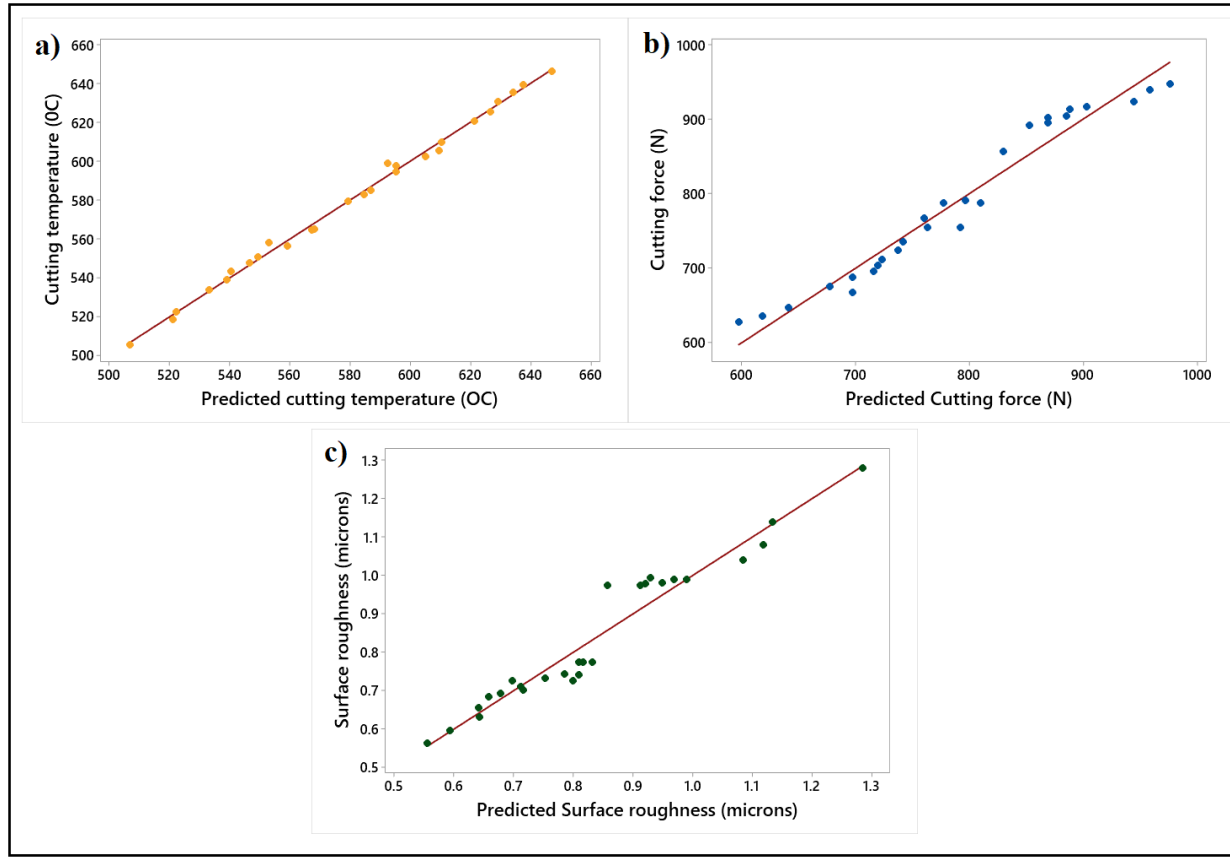 a)
660
640
620
600
580
560
540
520
500
Cutting temperature (0C)
500 520 540 560 580 600 620 640 660
Predicted cutting temperature (OC)
b)
1000
900
800
700
600
Cutting force (N)
600 700 800 900 1000
Predicted Cutting force (N)
c)
1.3
1.2
1.1
1.0
0.9
0.8
0.7
0.6
0.5
Surface roughness (microns)
0.5 0.6 0.7 0.8 0.9 1.0 1.1 1.2 1.3
Predicted Surface roughness (microns)